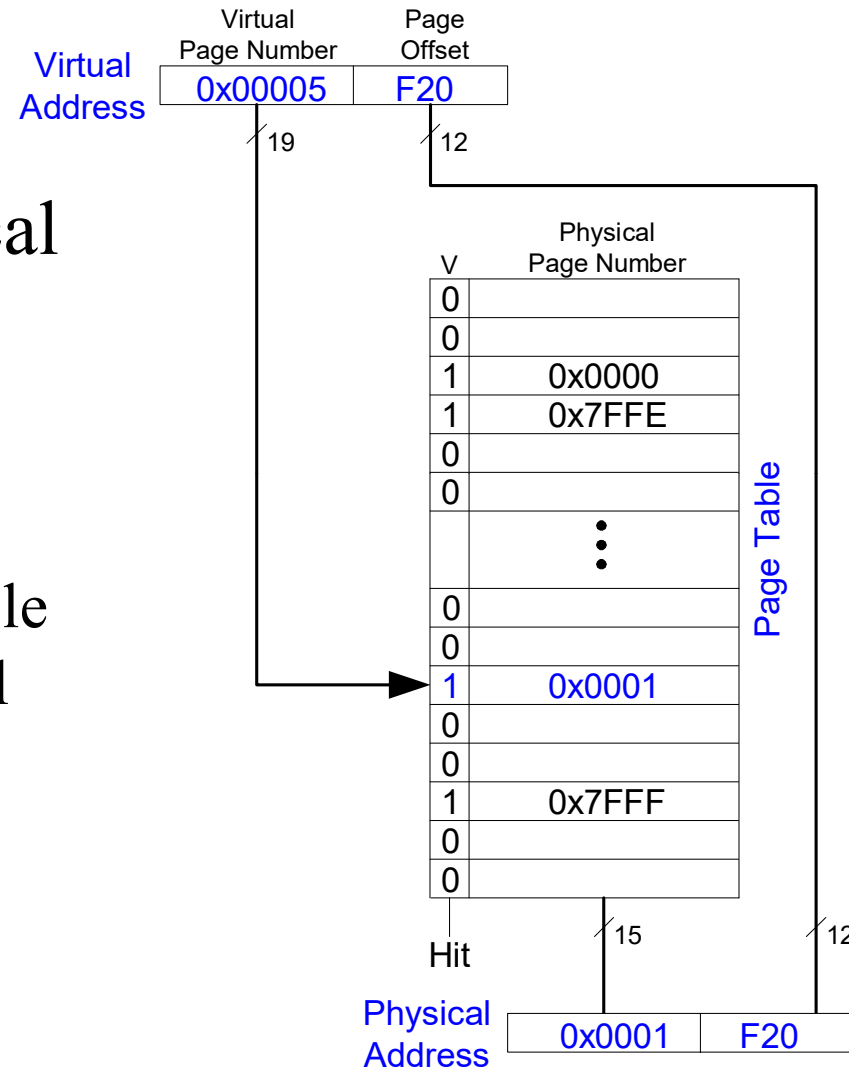 Virtual
Page Number
Page
Offset
Virtual
Address
0x00005
F20
19
12
cal
Physical
Page Number
V
0
0
1 0x0000
1 0x7FFE
0
0
Page Table
le
l
0
0
1 0x0001
0
0
1 0x7FFF
0
0
Hit
15
12
Physical
Address
0x0001
F20